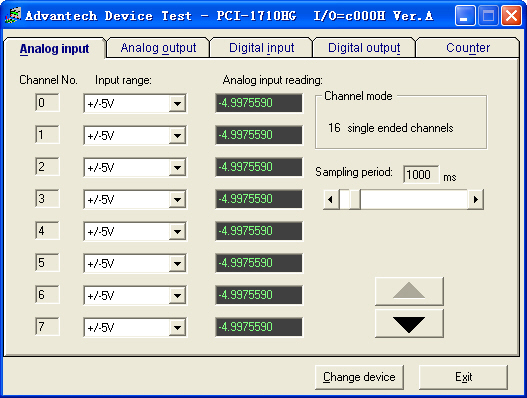 Advantech Device Test - PCI-1710HG I/O=c000H Ver.A
Analog input Analog output Digital input Digital output Counter
Channel No. Input range: Analog input reading:
0 +/-5V -4.9975590
Channel mode
1 +/-5V -4.9975590
16 single ended channels
2 +/-5V -4.9975590
Sampling period: 1000 ms
3 +/-5V -4.9975590
4 +/-5V -4.9975590
5 +/-5V -4.9975590
6 +/-5V -4.9975590
7 +/-5V -4.9975590
Change device Exit